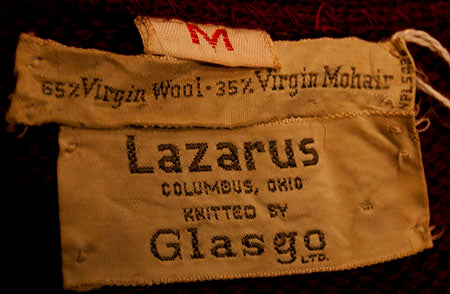 M
65% Virgin Wool • 35% Virgin Mohair
Lazarus
COLUMBUS, OHIO
KNITTED BY
Glasgo
LTD.